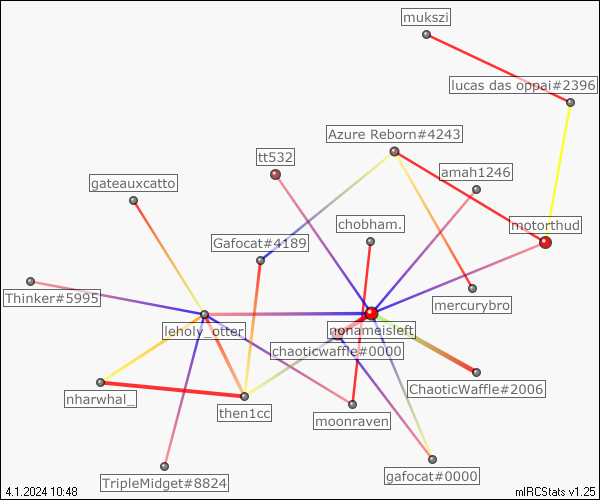 mukszi
lucas das oppai#2396
Azure Reborn#4243
tt532
amah1246
gateauxcatto
chobham.
motorthud
Gafocat#4189
Thinker#5995
mercurybro
leholy_otter
nonameisleft
chaoticwaffle#0000
ChaoticWaffle#2006
nharwhal_
then1cc
moonraven
gafocat#0000
TripleMidget#8824
4.1.2024 10:48
mIRCStats v1.25